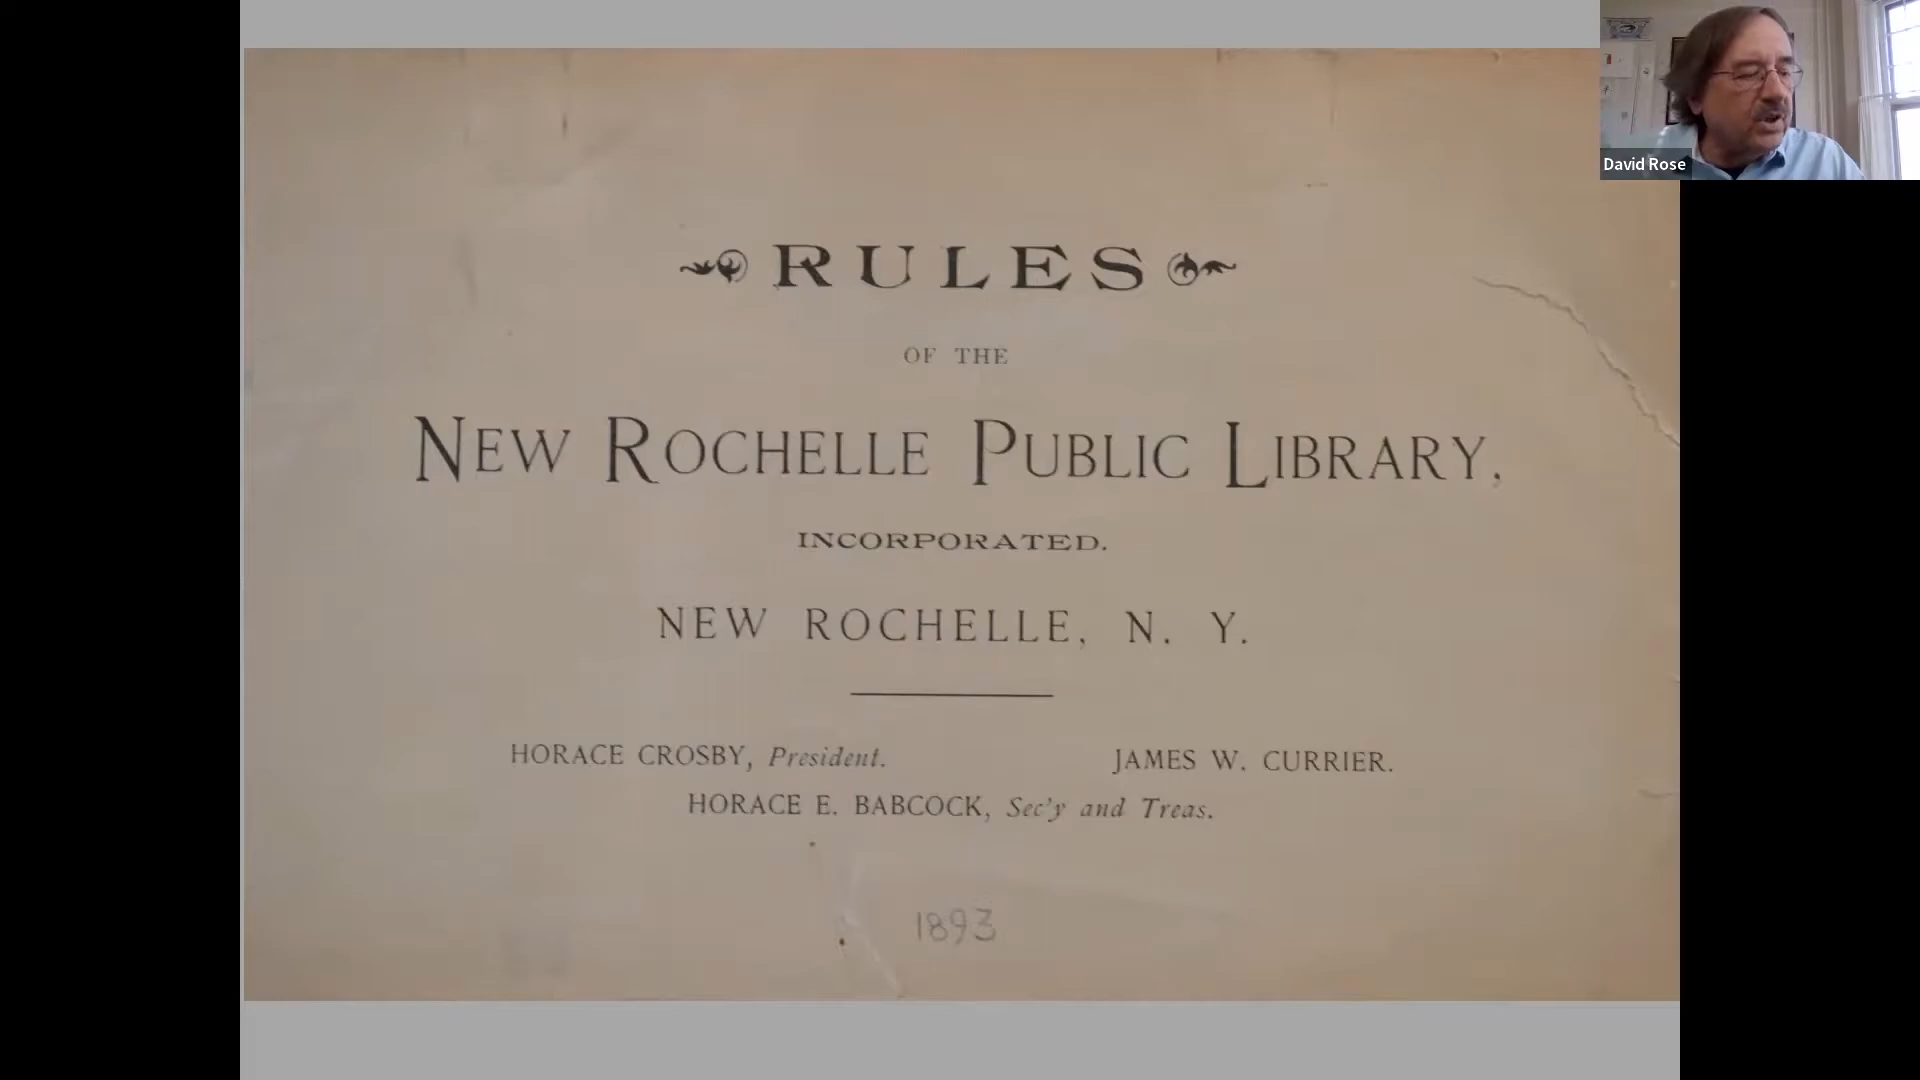 RULES
OF THE
NEW ROCHELLE PUBLIC LIBRARY,
INCORPORATED.
NEW ROCHELLE, N. Y.
HORACE CROSBY, President. JAMES W. CURRIER.
HORACE E. BABCOCK, Sec'y and Treas.
1893
David Rose